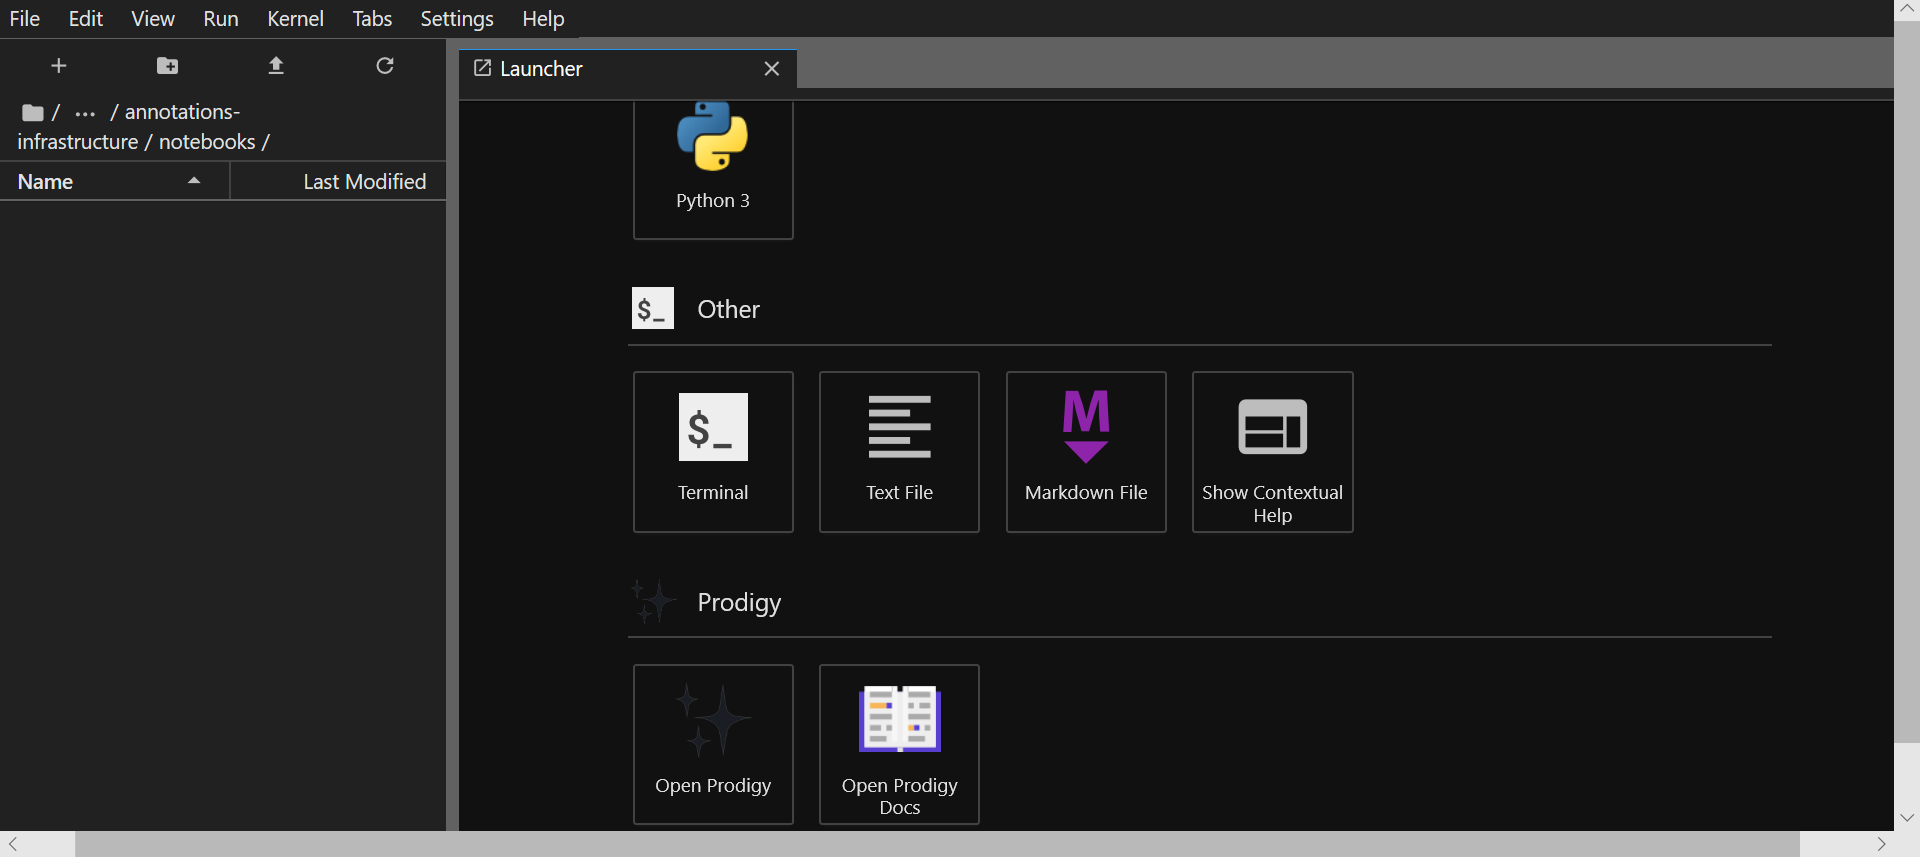 File Edit View Run Kernel Tabs Settings Help
Launcher
/ ... / annotations-
infrastructure / notebooks /
Name Last Modified
Python 3
$_ Other
$_
Terminal
Text File
M
Markdown File
Show Contextual
Help
Prodigy
Open Prodigy
Open Prodigy
Docs